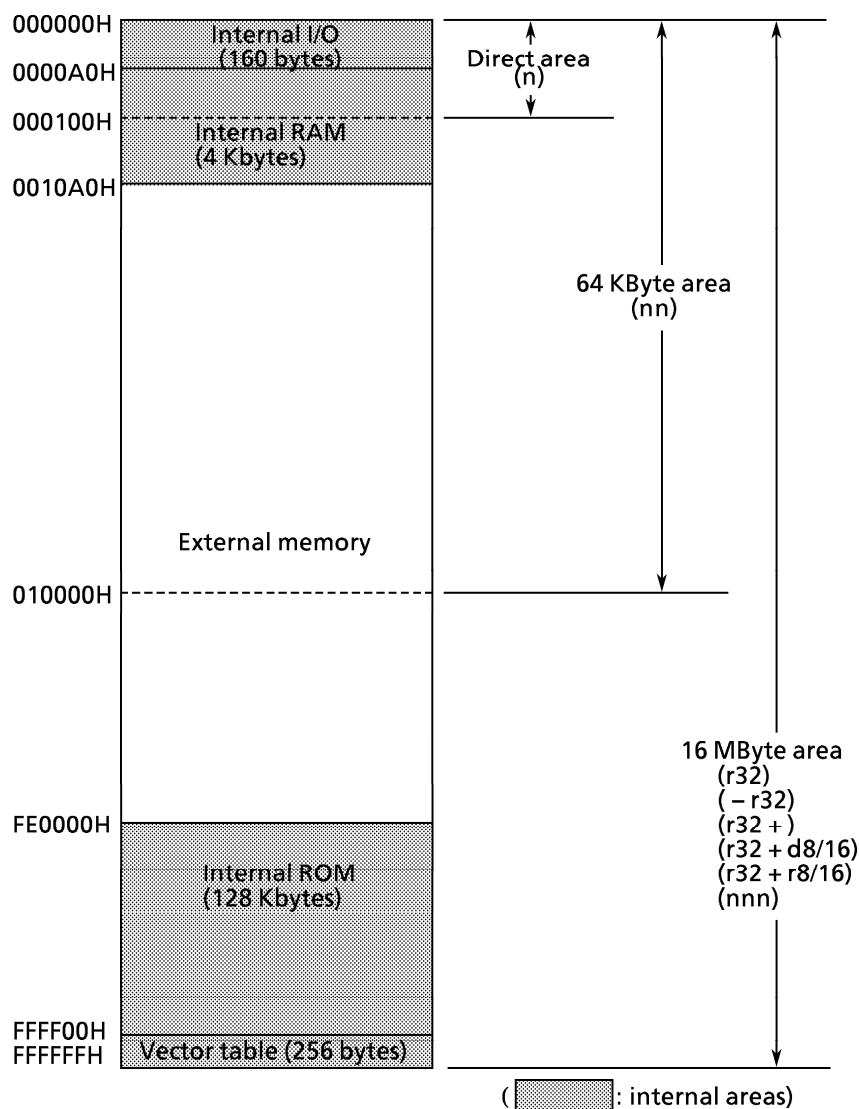 000000H
Internal I/O
(160 bytes)
0000A0H
000100H
Internal RAM
(4 Kbytes)
0010A0H
Direct area
(n)
64 KByte area
(nn)
External memory
010000H
16 MByte area
(r32)
( – r32)
(r32 + )
(r32 + d8/16)
(r32 + r8/16)
(nnn)
FE0000H
Internal ROM
(128 Kbytes)
FFFF00H
FFFFFFH
Vector table (256 bytes)
( : internal areas)